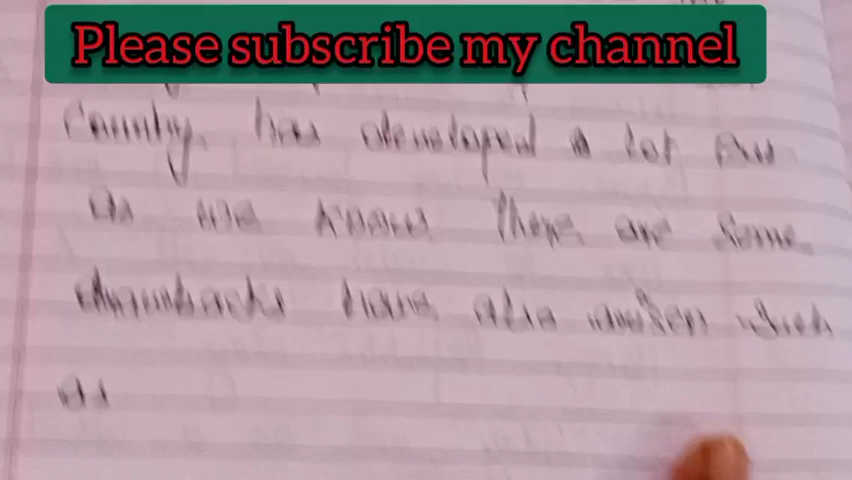 Please subscribe my channel
Country. has developed a lot But
As we know There are some
drawbacks have also which
as